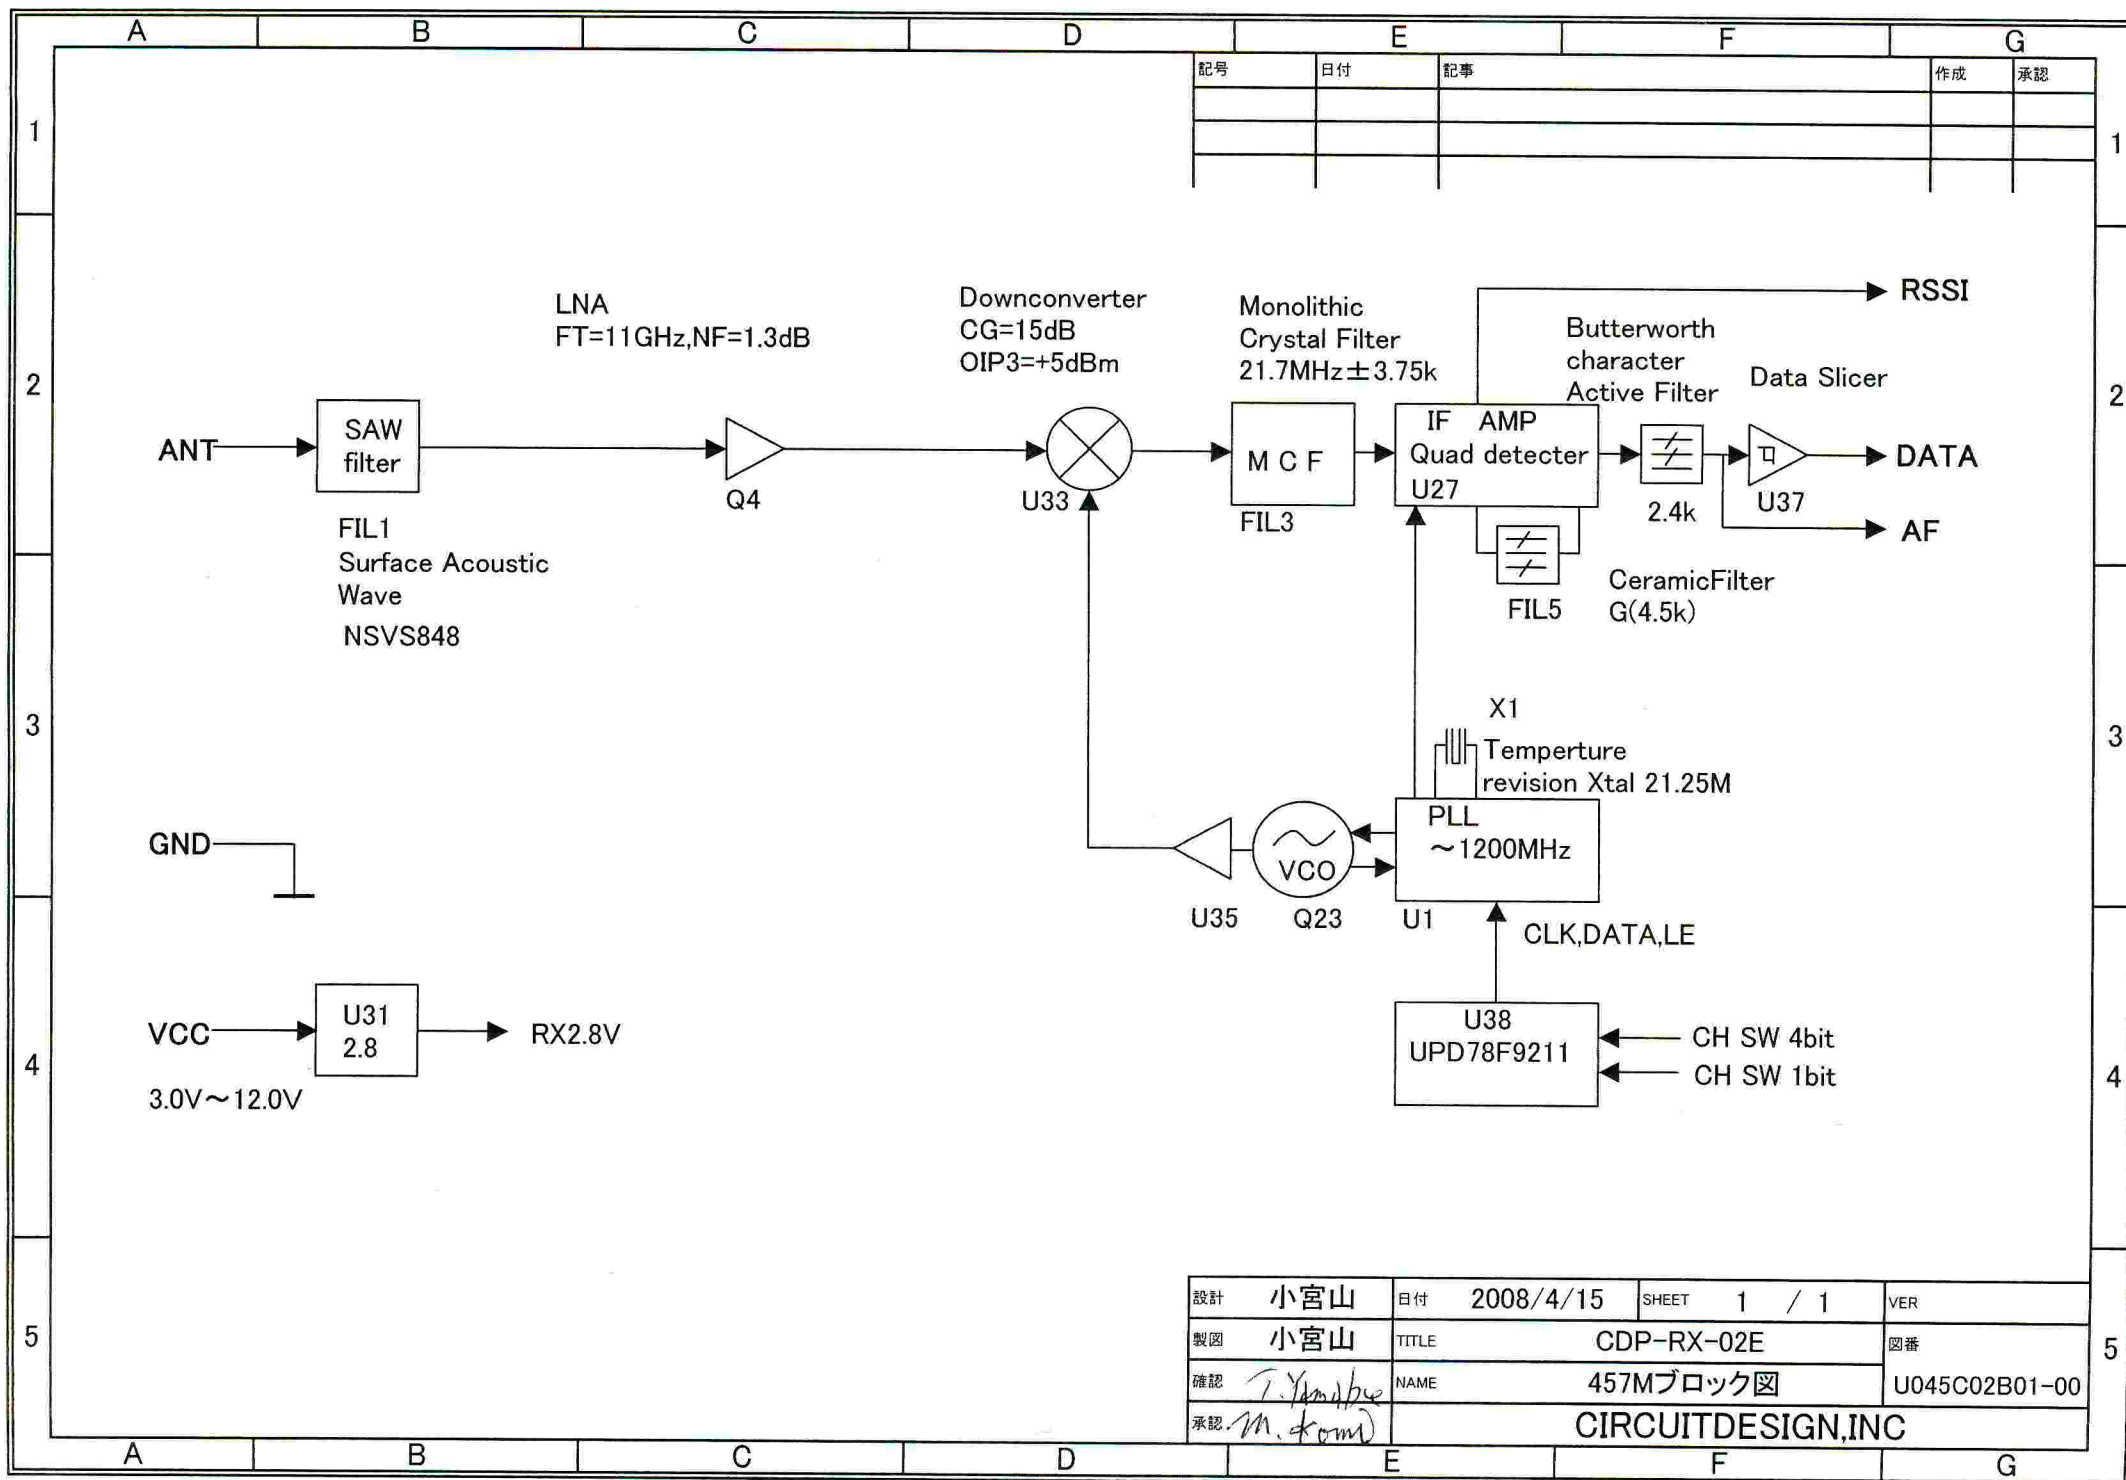 A B C D E F G
記号 日付 記事 作成 承認
1 1
LNA
FT=11GHz,NF=1.3dB
Downconverter
CG=15dB
OIP3=+5dBm
Monolithic
Crystal Filter
21.7MHz±3.75k
RSSI
Butterworth
character
Active Filter
Data Slicer
2 2
ANT
SAW
filter
Q4
U33
M C F
FIL3
IF AMP
Quad detecter
U27
2.4k
U37
DATA
AF
FIL1
Surface Acoustic
Wave
NSVS848
FIL5
CeramicFilter
G(4.5k)
3 3
X1
Temperture
revision Xtal 21.25M
PLL
~1200MHz
GND
VCO
U35
Q23
U1
CLK,DATA,LE
VCC
U31
2.8
RX2.8V
3.0V~12.0V
U38
UPD78F9211
CH SW 4bit
CH SW 1bit
4 4
設計 小宮山 日付 2008/4/15 SHEET 1 / 1 VER
製図 小宮山 TITLE CDP-RX-02E 図番
確認 NAME 457Mブロック図 U045C02B01-00
承認 CIRCUITDESIGN,INC
5 5
A B C D E F G